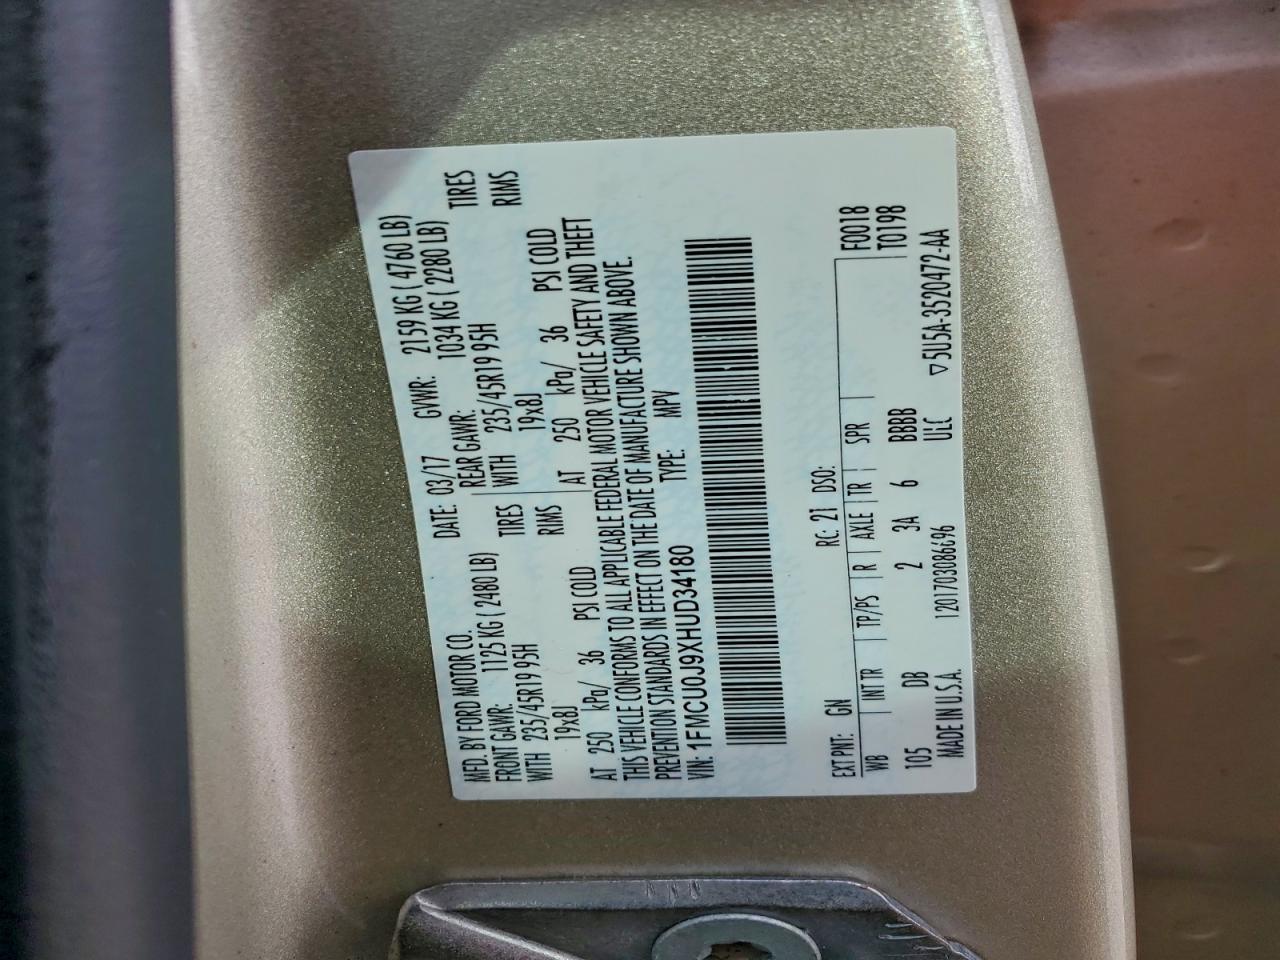 MFD. BY FORD MOTOR CO. DATE: 03/17 GVWR: 2159 KG ( 4760 LB)
FRONT GAWR: 1125 KG ( 2480 LB) REAR GAWR: 1034 KG ( 2280 LB)
WITH 235/45R19 95H TIRES WITH 235/45R19 95H TIRES
19x8J RIMS 19x8J RIMS
AT 250 kPa/ 36 PSI COLD AT 250 kPa/ 36 PSI COLD
THIS VEHICLE CONFORMS TO ALL APPLICABLE FEDERAL MOTOR VEHICLE SAFETY AND THEFT
PREVENTION STANDARDS IN EFFECT ON THE DATE OF MANUFACTURE SHOWN ABOVE.
VIN: 1FMCU0J9XHUD34180 TYPE: MPV
EXT PNT: GN RC: 21 DSO: F0018
WB INT TR TP/PS R AXLE TR SPR T0198
105 DB 2 3A 6 BBBB
MADE IN U.S.A. 120170308669​6 ULC ▽5U5A-3520472-AA